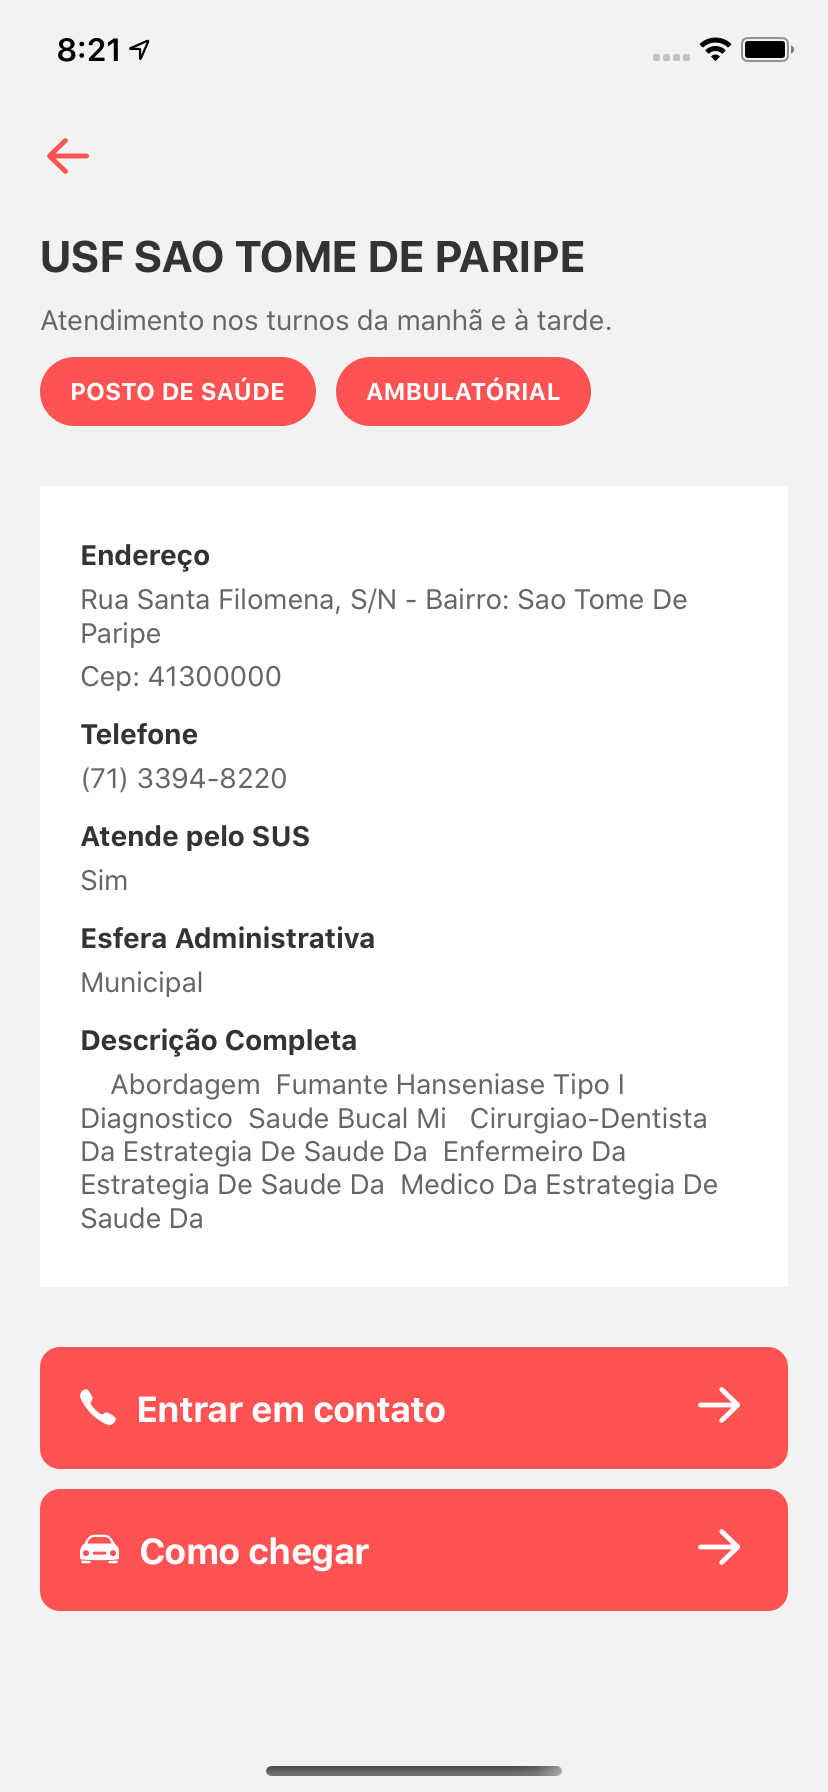 8:21
USF SAO TOME DE PARIPE
Atendimento nos turnos da manhã e à tarde.
POSTO DE SAÚDE AMBULATÓRIAL
Endereço
Rua Santa Filomena, S/N - Bairro: Sao Tome De
Paripe
Cep: 41300000
Telefone
(71) 3394-8220
Atende pelo SUS
Sim
Esfera Administrativa
Municipal
Descrição Completa
Abordagem  Fumante Hanseniase Tipo I
Diagnostico  Saude Bucal Mi   Cirurgiao-Dentista
Da Estrategia De Saude Da  Enfermeiro Da
Estrategia De Saude Da  Medico Da Estrategia De
Saude Da
Entrar em contato
Como chegar